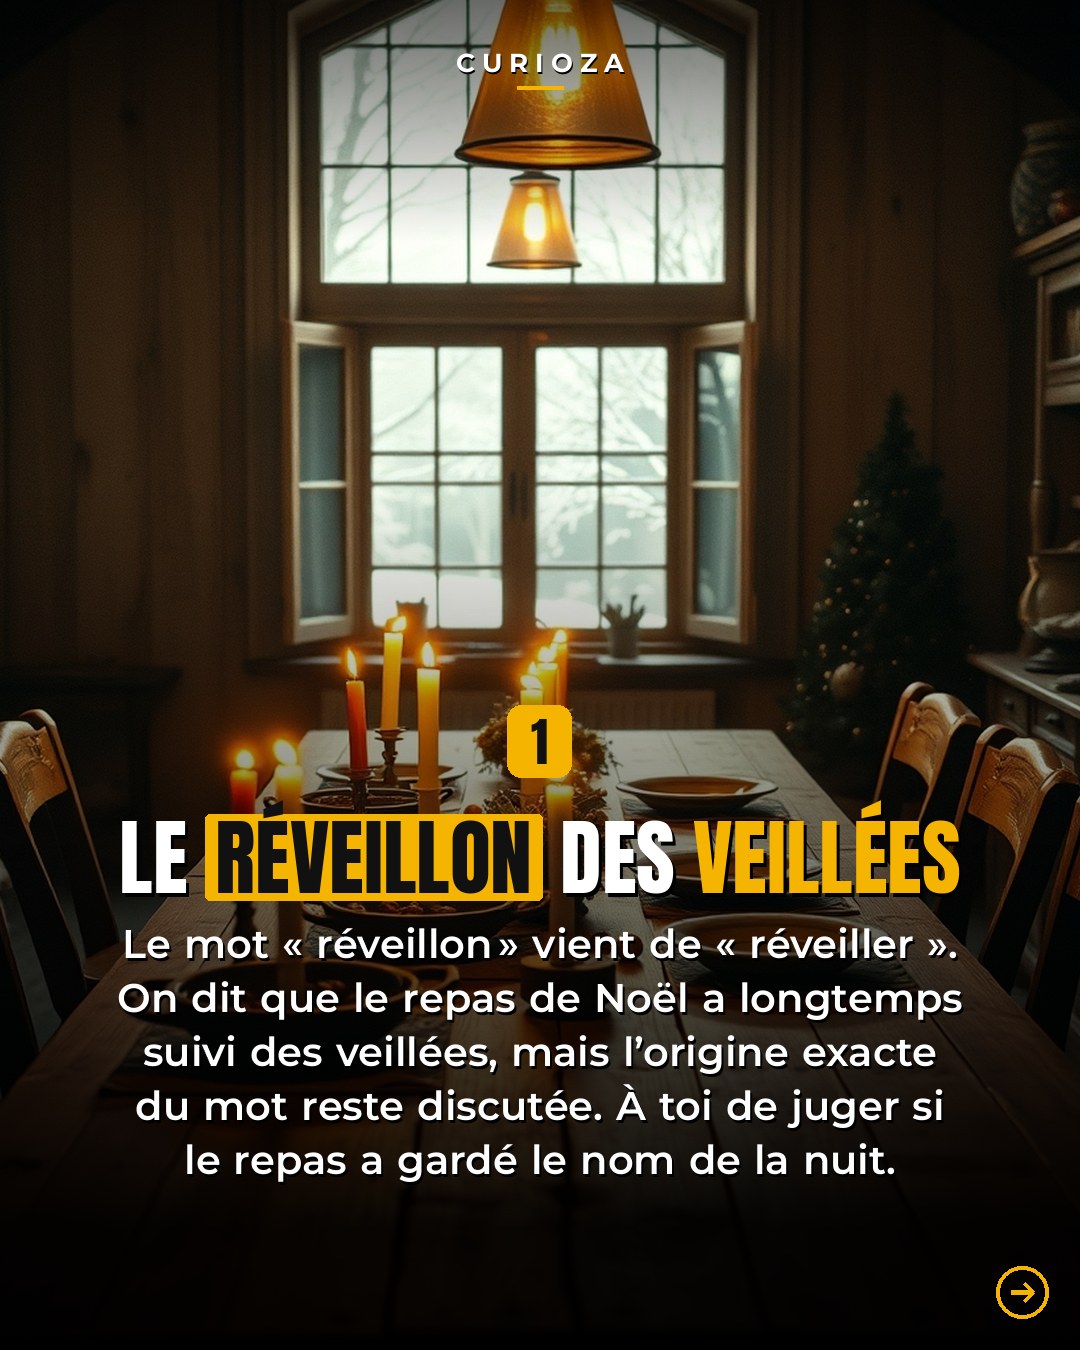 CURIOZA
1
LE RÉVEILLON DES VEILLÉES
Le mot « réveillon » vient de « réveiller ».
On dit que le repas de Noël a longtemps
suivi des veillées, mais l’origine exacte
du mot reste discutée. À toi de juger si
le repas a gardé le nom de la nuit.